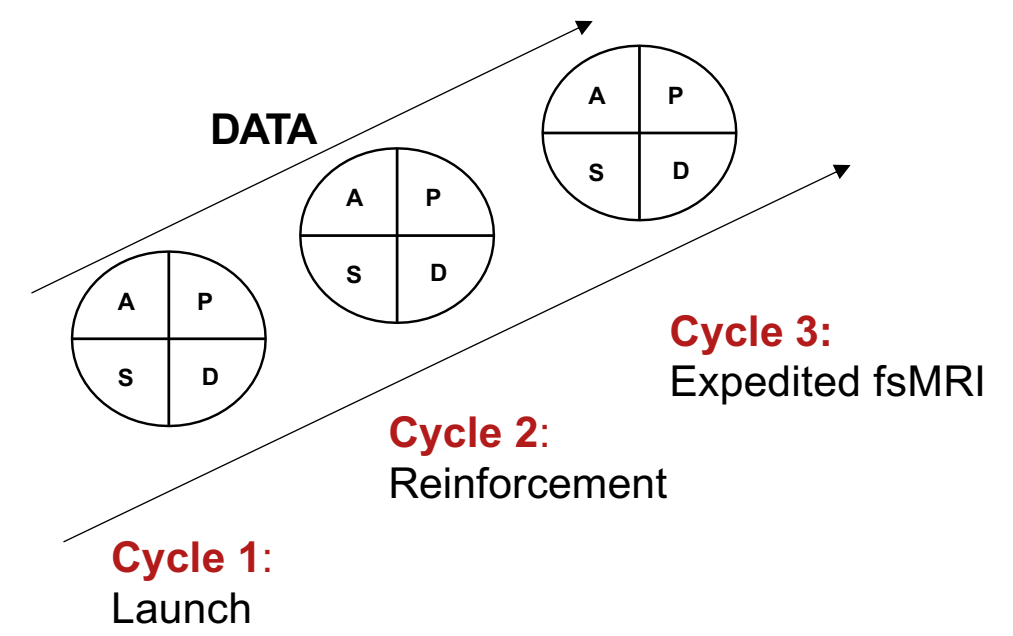 DATA
A P
S D
A P
S D
A P
S D
Cycle 1:
Launch
Cycle 2:
Reinforcement
Cycle 3:
Expedited fsMRI